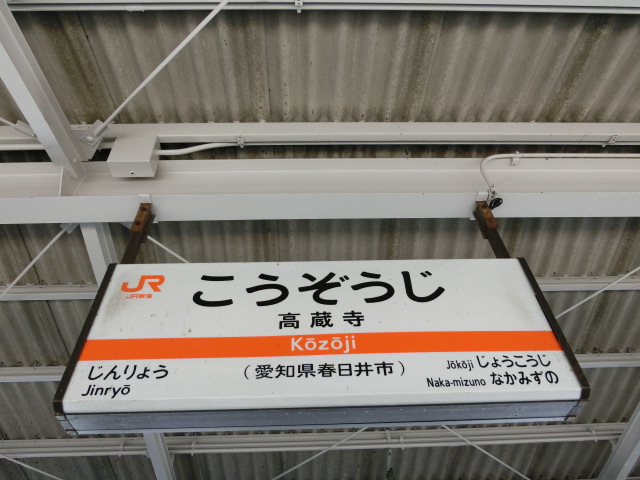 JR
JR東海
こうぞうじ
高蔵寺
Kōzōji
じんりょう
Jinryō
（愛知県春日井市）
Jōkōji じょうこうじ
Naka-mizuno なかみずの